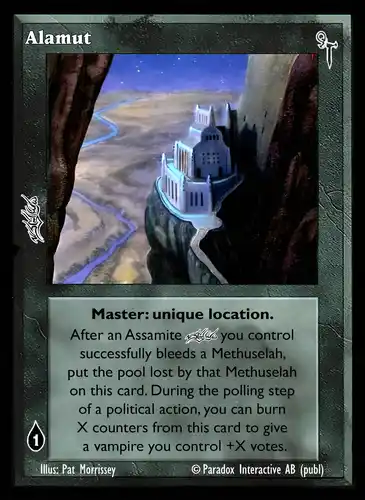 Alamut
Master: unique location.
After an Assamite you control
successfully bleeds a Methuselah,
put the pool lost by that Methuselah
on this card. During the polling
step of a political action, you can burn
X counters from this card to give
a vampire you control +X votes.
1
Illus: Pat Morrissey © Paradox Interactive AB (publ)